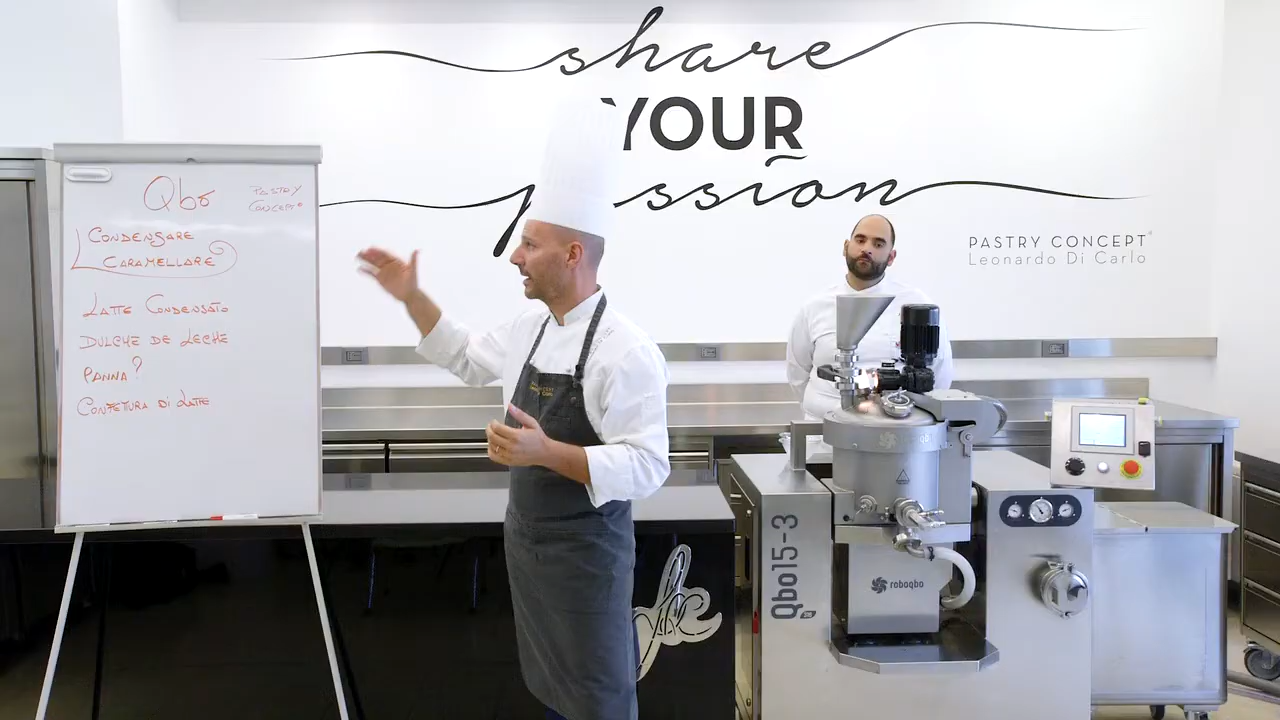 share
YOUR
passion
PASTRY CONCEPT®
Leonardo Di Carlo
Qbo
PASTRY
CONCEPT®
CONDENSARE
CARAMELLARE
LATTE CONDENSATO
DULCHE DE LECHE
PANNA?
CONFETURA DI LATTE
Qbo15-3
roboqbo